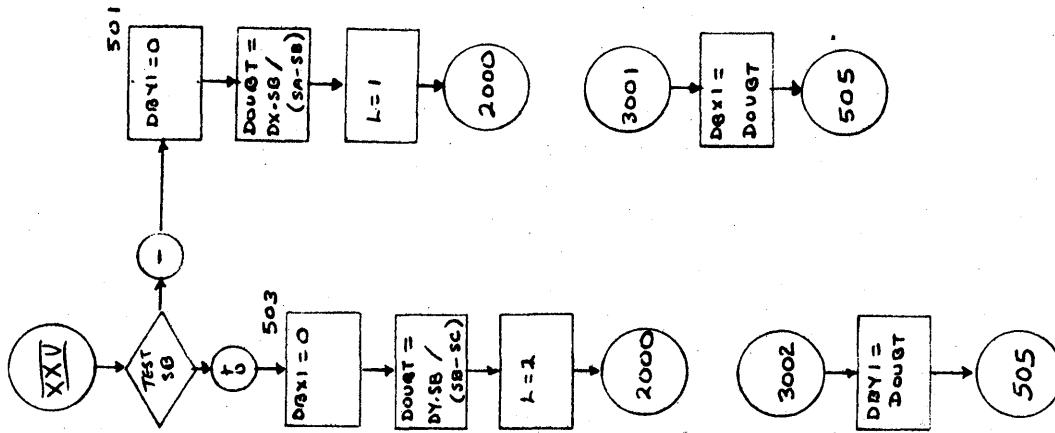 XXV
TEST
SB
-
501
DBY1=0
DOUBT=
DX·SB/
(SA-SB)
L=1
2000
+
0
503
DBX1=0
DOUBT=
DY·SB/
(SB-SC)
L=2
2000
3001
DBX1=
DOUBT
505
3002
DBY1=
DOUBT
505